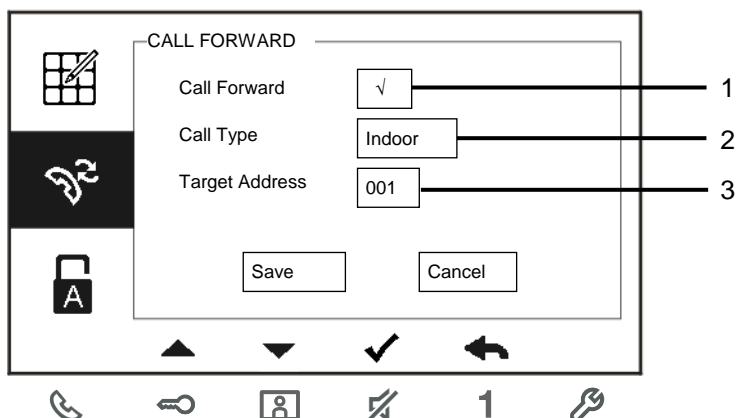 CALL FORWARD
Call Forward √ 1
Call Type Indoor 2
Target Address 001 3
Save Cancel
A
1